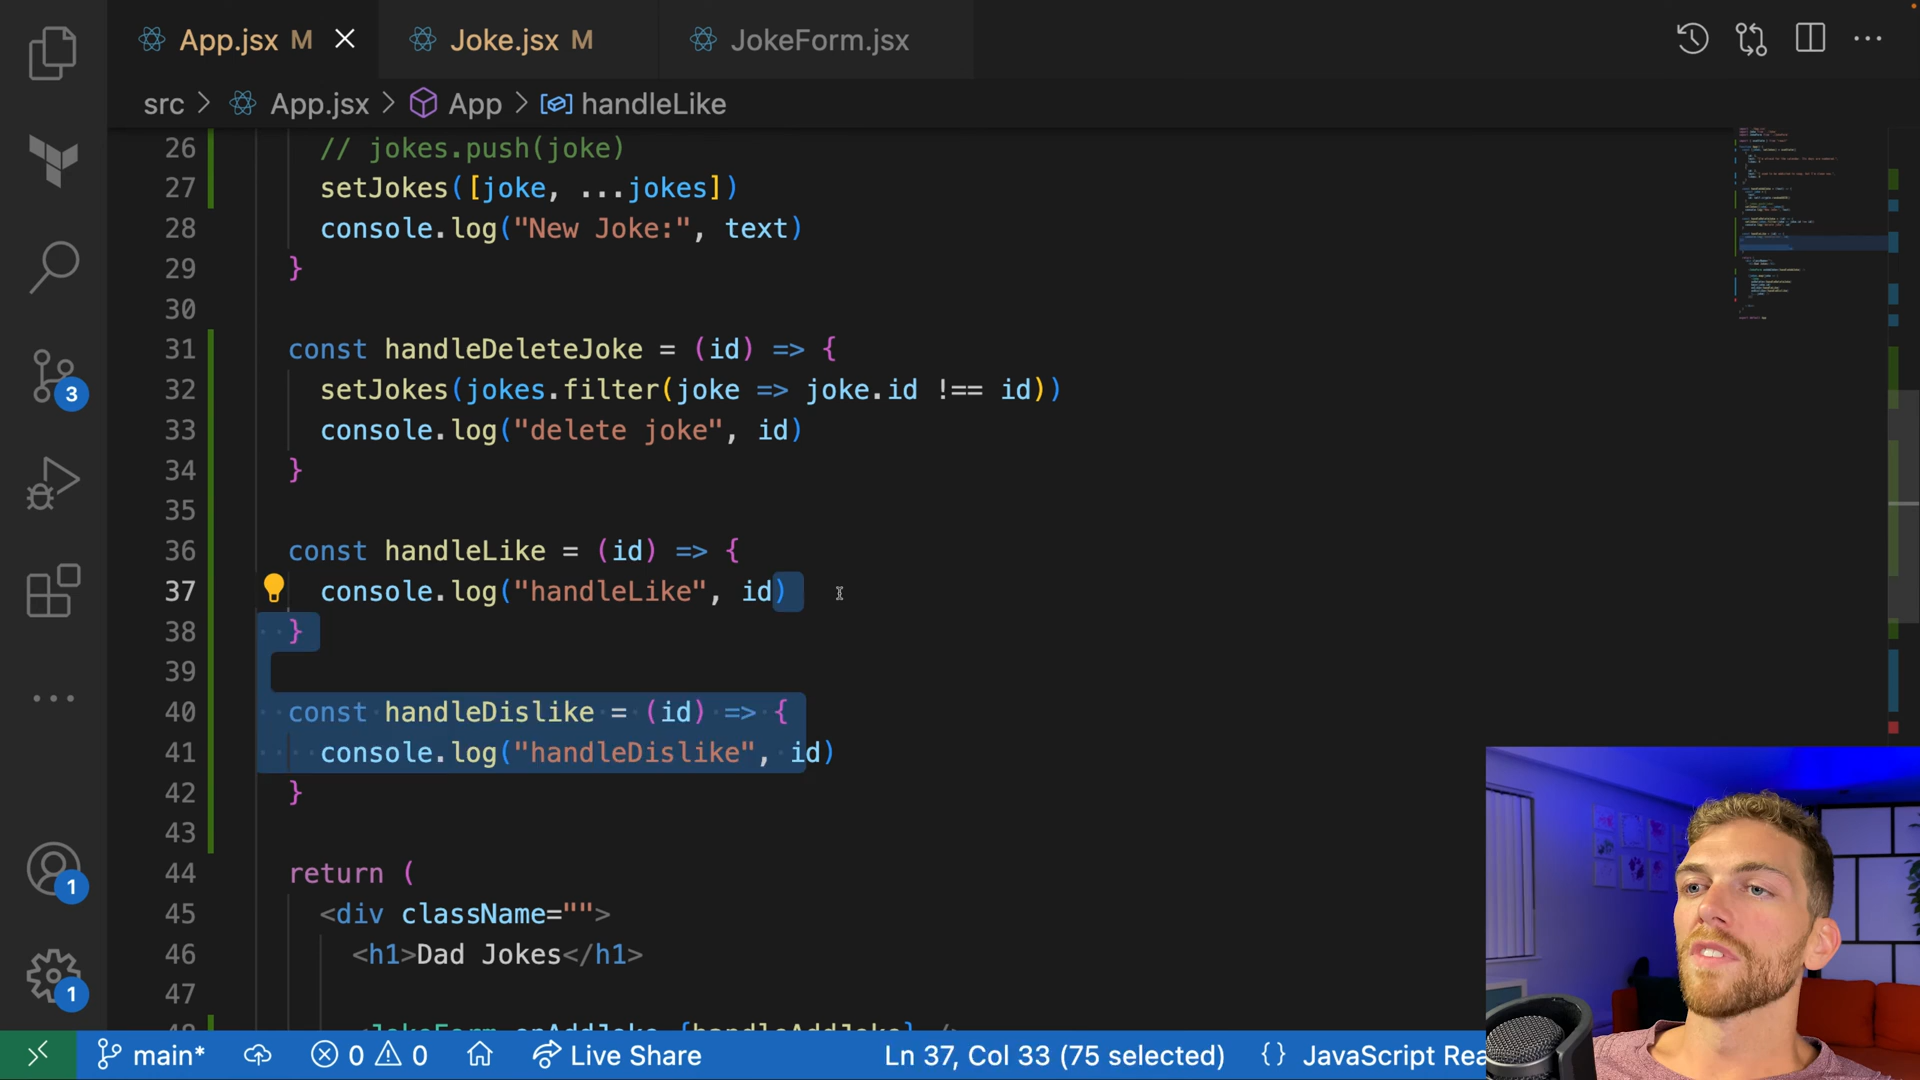 App.jsx M
Joke.jsx M
JokeForm.jsx
src > App.jsx > App > handleLike
26 // jokes.push(joke)
27 setJokes([joke, ...jokes])
28 console.log("New Joke:", text)
29 }
30
31 const handleDeleteJoke = (id) => {
32 setJokes(jokes.filter(joke => joke.id !== id))
33 console.log("delete joke", id)
34 }
35
36 const handleLike = (id) => {
37 console.log("handleLike", id)
38 }
39
40 const handleDislike = (id) => {
41 console.log("handleDislike", id)
42 }
43
44 return (
45 <div className="">
46 <h1>Dad Jokes</h1>
47
48 <JokeForm onAddJoke={handleAddJoke} />
3
1
1
main* 0 0 Live Share Ln 37, Col 33 (75 selected) {} JavaScript Rea